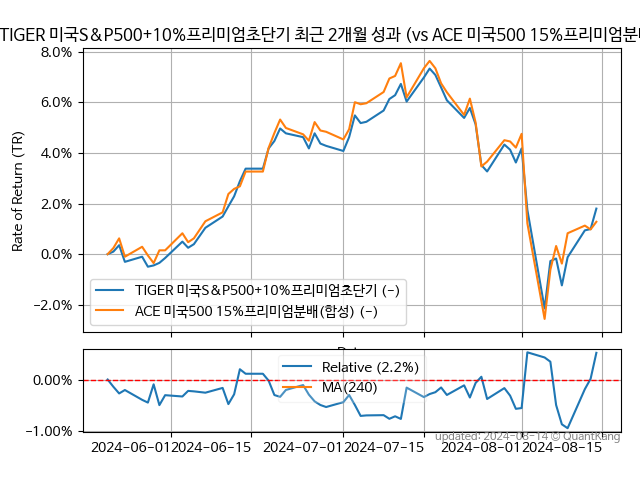 TIGER 미국S&P500+10%프리미엄초단기 최근 2개월 성과 (vs ACE 미국500 15%프리미엄분배
8.0%
6.0%
4.0%
2.0%
0.0%
−2.0%
Rate of Return (TR)
TIGER 미국S&P500+10%프리미엄초단기 (-)
ACE 미국500 15%프리미엄분배(합성) (-)
0.00%
−1.00%
Relative (2.2%)
MA(240)
2024-06-01
2024-06-15
2024-07-01
2024-07-15
2024-08-01
2024-08-15
updated: 2024-08-14 © QuantKang